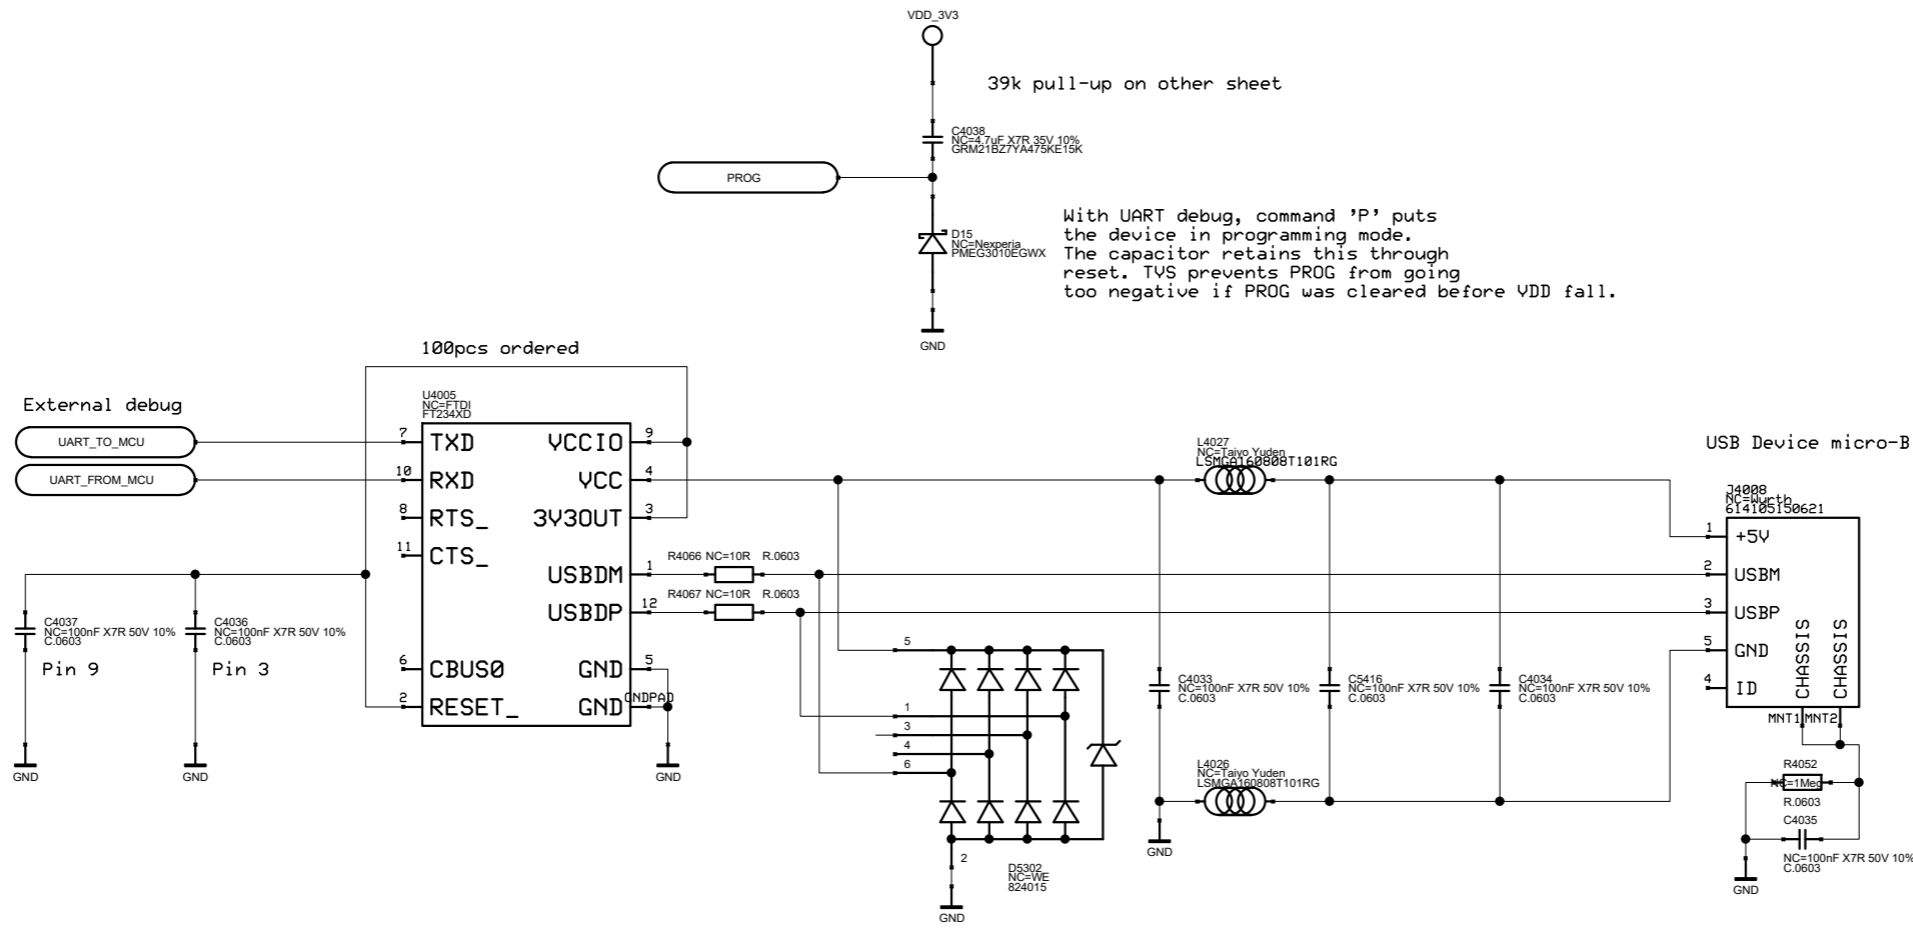 VDD_3V3
39k pull-up on other sheet
C4038
NC=4.7uF X7R 35V 10%
GRM21BZ7YA475KE15K
PROG
With UART debug, command 'P' puts
the device in programming mode.
The capacitor retains this through
reset. TVS prevents PROG from going
too negative if PROG was cleared before VDD fall.
D15
NC=Nexperia
PMEG3010EGWX
GND
100pcs ordered
External debug
UART_TO_MCU
UART_FROM_MCU
U4005
NC=FTDI
FT234XD
7 TXD VCCIO 9
10 RXD VCC 4
8 RTS_ 3V3OUT 3
11 CTS_
USBDM 1
USBDP 12
6 CBUS0 GND 5
2 RESET_ GND GNDPAD
GND
C4037
NC=100nF X7R 50V 10%
C.0603
Pin 9
GND
C4036
NC=100nF X7R 50V 10%
C.0603
Pin 3
GND
R4066 NC=10R R.0603
R4067 NC=10R R.0603
5
1
3
4
6
2
D5302
NC=WE
824015
GND
L4027
NC=Taiyo Yuden
LSMGA160808T101RG
C4033
NC=100nF X7R 50V 10%
C.0603
C5416
NC=100nF X7R 50V 10%
C.0603
C4034
NC=100nF X7R 50V 10%
C.0603
L4026
NC=Taiyo Yuden
LSMGA160808T101RG
GND
USB Device micro-B
J4008
NC=Wurth
614105150621
1 +5V
2 USBM
3 USBP
5 GND
4 ID
CHASSIS
CHASSIS
MNT1 MNT2
R4052
NC=1Meg
R.0603
C4035
NC=100nF X7R 50V 10%
C.0603
GND